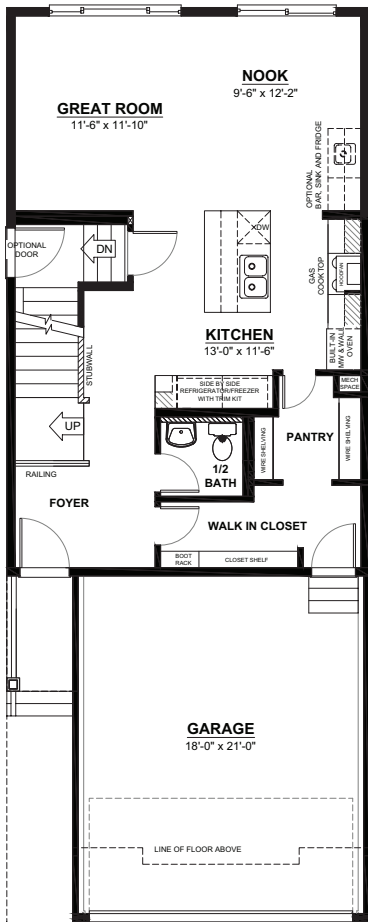 NOOK
9'-6" x 12'-2"
GREAT ROOM
11'-6" x 11'-10"
OPTIONAL
BAR, SINK AND FRIDGE
OPTIONAL
DOOR
DN
DW
GAS
COOKTOP
HOODFAN
KITCHEN
13'-0" x 11'-6"
BUILT-IN
MW & WALL
OVEN
STUBWALL
SIDE BY SIDE
REFRIGERATOR/FREEZER
WITH TRIM KIT
MECH
SPACE
UP
PANTRY
WIRE SHELVING
WIRE SHELVING
1/2
BATH
RAILING
FOYER
WALK IN CLOSET
BOOT
RACK
CLOSET SHELF
GARAGE
18'-0" x 21'-0"
LINE OF FLOOR ABOVE